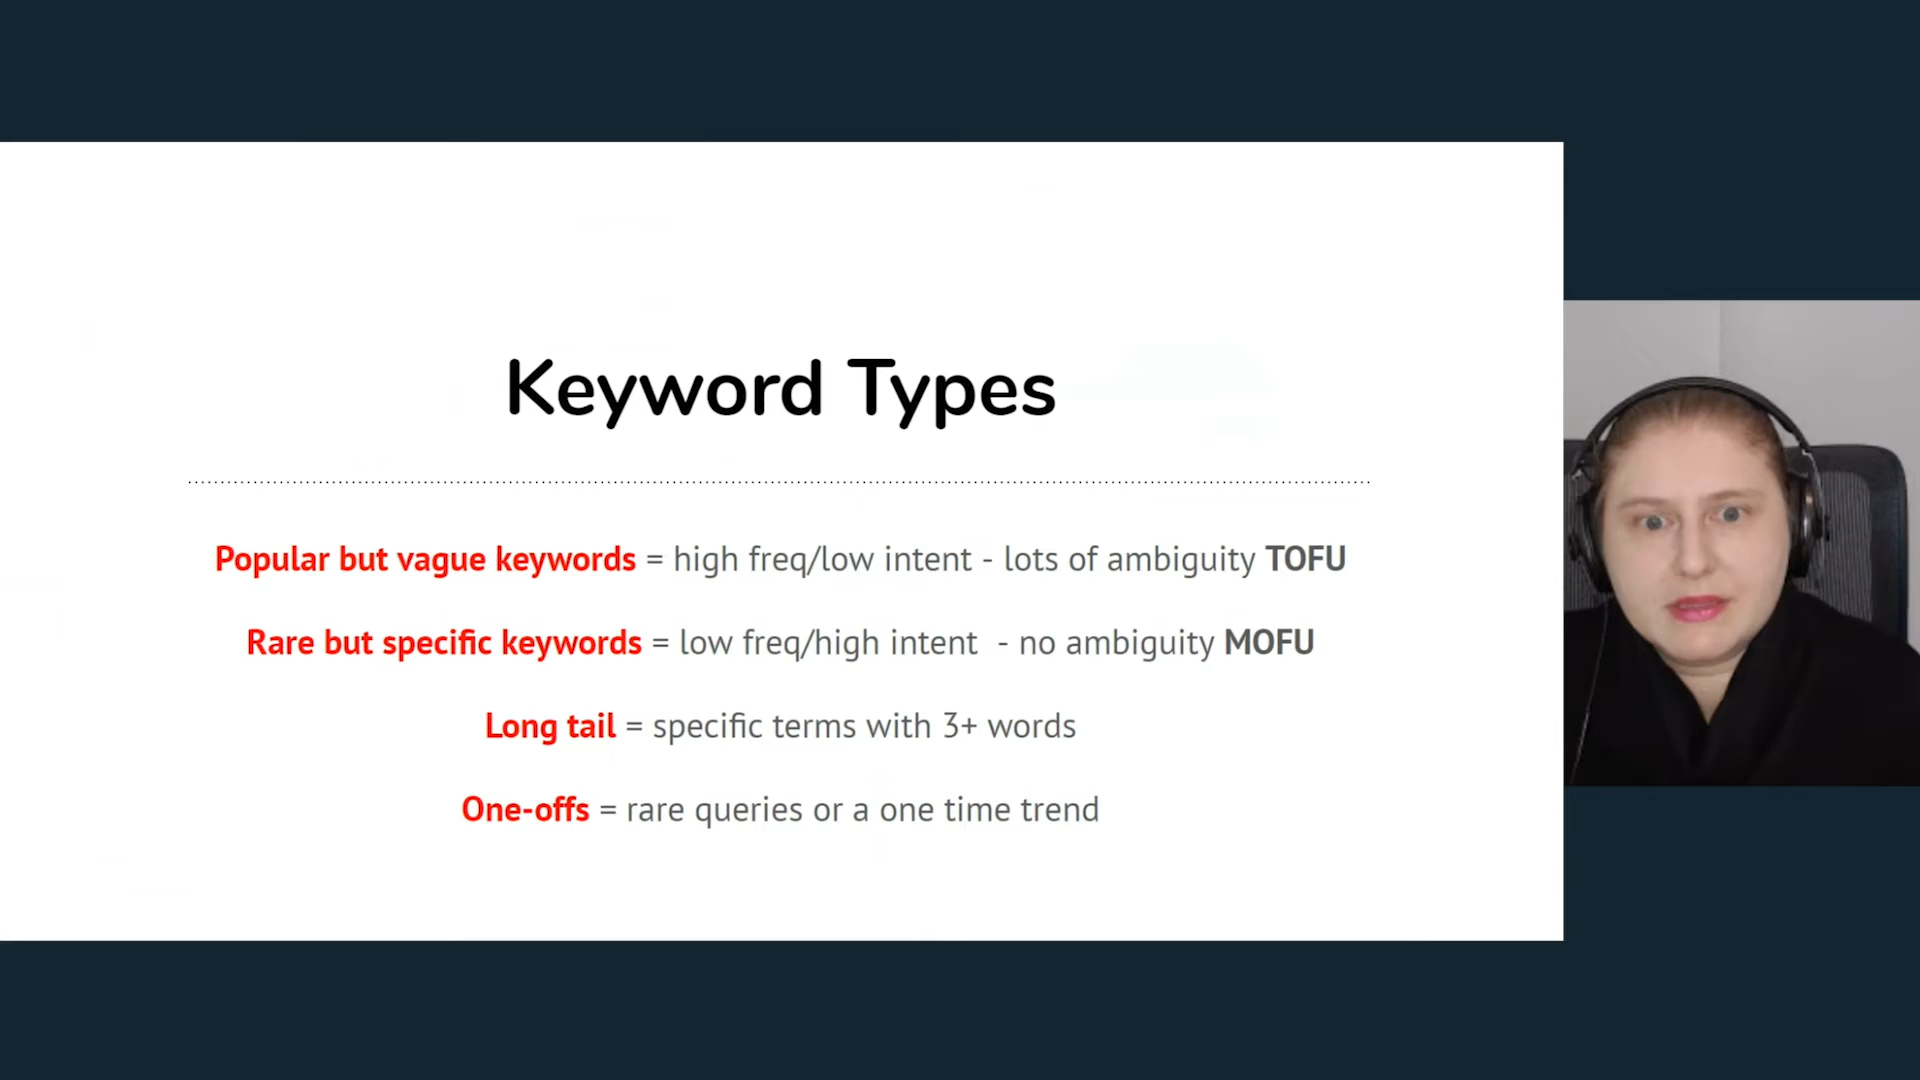 Keyword Types
Popular but vague keywords = high freq/low intent - lots of ambiguity TOFU
Rare but specific keywords = low freq/high intent - no ambiguity MOFU
Long tail = specific terms with 3+ words
One-offs = rare queries or a one time trend